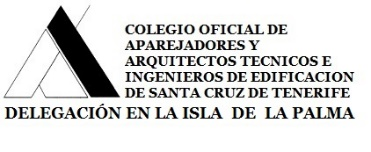 COLEGIO OFICIAL DE
APAREJADORES Y
ARQUITECTOS TECNICOS E
INGENIEROS DE EDIFICACION
DE SANTA CRUZ DE TENERIFE
DELEGACIÓN EN LA ISLA DE LA PALMA